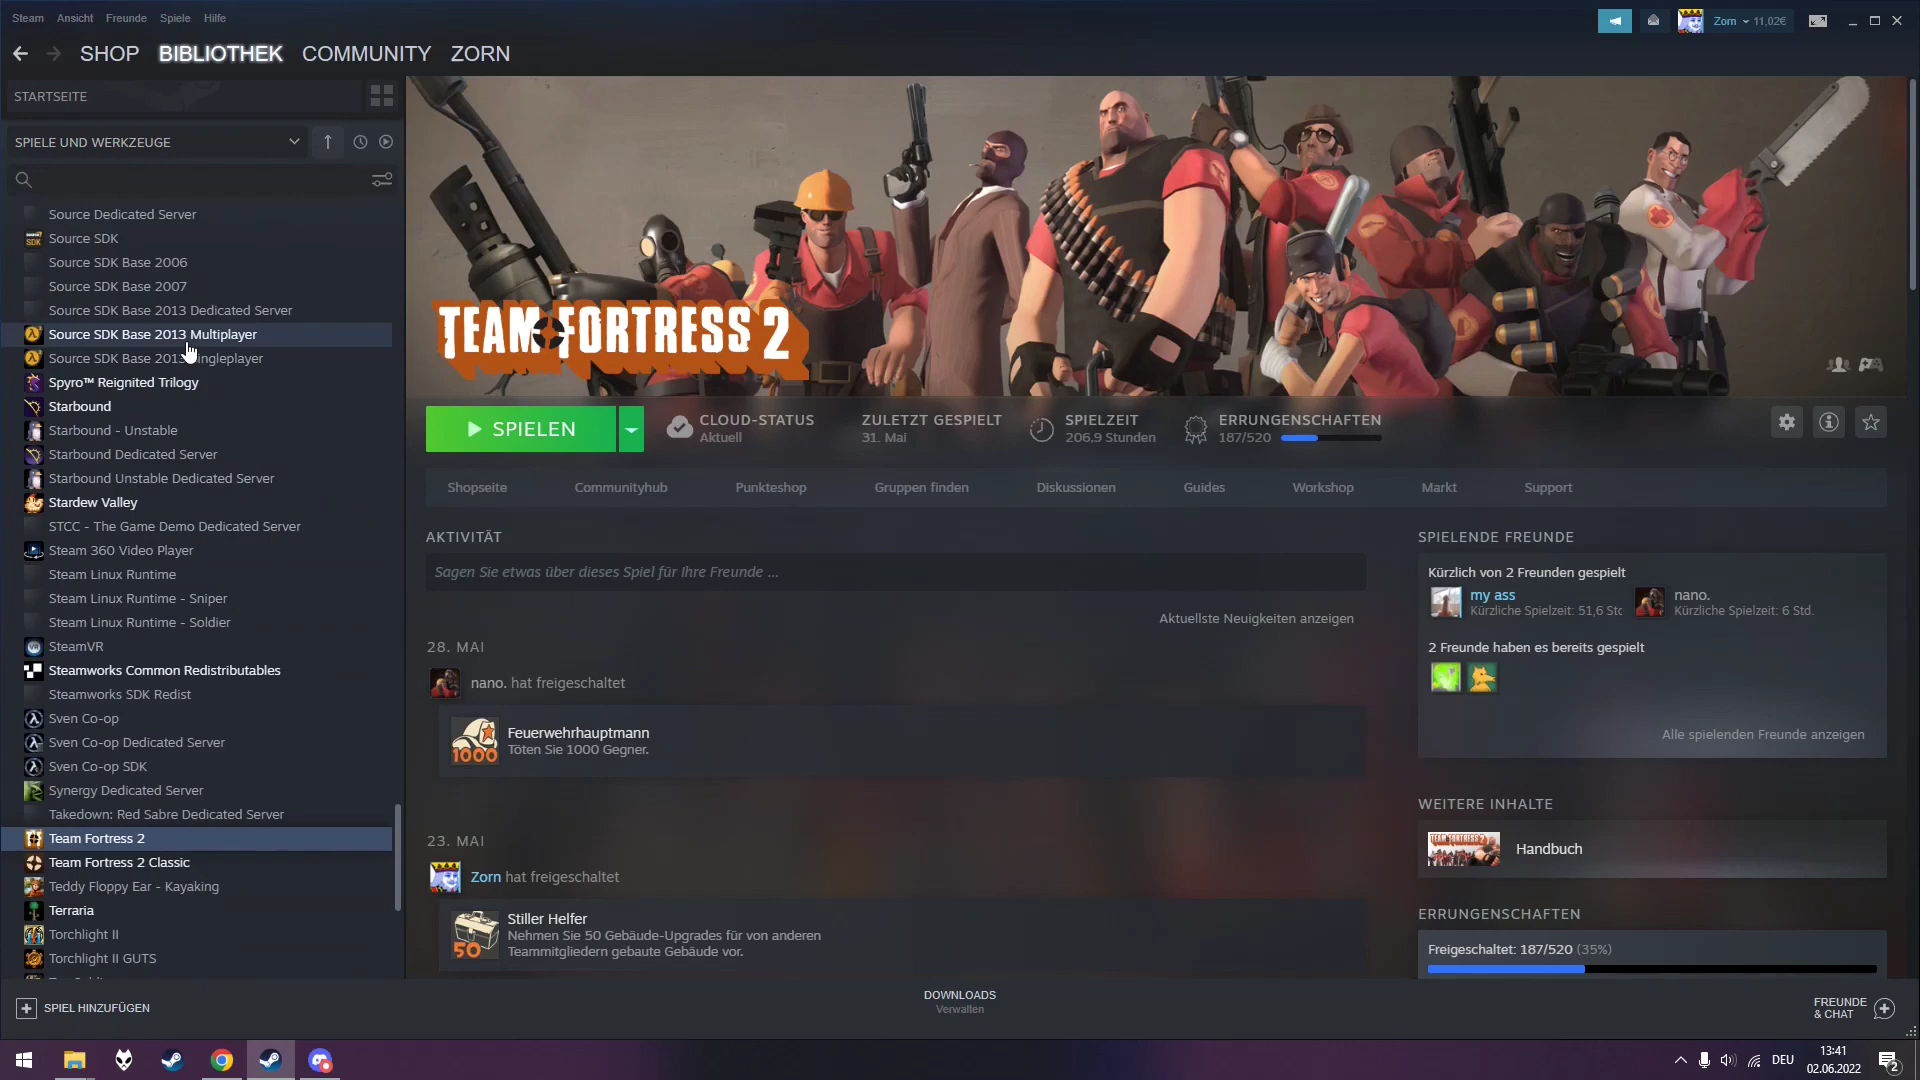 Steam Ansicht Freunde Spiele Hilfe
Zorn 11,02€
SHOP BIBLIOTHEK COMMUNITY ZORN
STARTSEITE
SPIELE UND WERKZEUGE
Source Dedicated Server
SDK Source SDK
Source SDK Base 2006
Source SDK Base 2007
Source SDK Base 2013 Dedicated Server
Source SDK Base 2013 Multiplayer
Source SDK Base 2013 Singleplayer
Spyro™ Reignited Trilogy
Starbound
Starbound - Unstable
Starbound Dedicated Server
Starbound Unstable Dedicated Server
Stardew Valley
STCC - The Game Demo Dedicated Server
Steam 360 Video Player
Steam Linux Runtime
Steam Linux Runtime - Sniper
Steam Linux Runtime - Soldier
SteamVR
Steamworks Common Redistributables
Steamworks SDK Redist
Sven Co-op
Sven Co-op Dedicated Server
Sven Co-op SDK
Synergy Dedicated Server
Takedown: Red Sabre Dedicated Server
Team Fortress 2
Team Fortress 2 Classic
Teddy Floppy Ear - Kayaking
Terraria
Torchlight II
Torchlight II GUTS
SPIEL HINZUFÜGEN
TEAM FORTRESS 2
SPIELEN
CLOUD-STATUS
Aktuell
ZULETZT GESPIELT
31. Mai
SPIELZEIT
206,9 Stunden
ERRUNGENSCHAFTEN
187/520
Shopseite Communityhub Punkteshop Gruppen finden Diskussionen Guides Workshop Markt Support
AKTIVITÄT
Sagen Sie etwas über dieses Spiel für Ihre Freunde ...
Aktuellste Neuigkeiten anzeigen
28. MAI
nano. hat freigeschaltet
1000
Feuerwehrhauptmann
Töten Sie 1000 Gegner.
23. MAI
Zorn hat freigeschaltet
50
Stiller Helfer
Nehmen Sie 50 Gebäude-Upgrades für von anderen
Teammitgliedern gebaute Gebäude vor.
SPIELENDE FREUNDE
Kürzlich von 2 Freunden gespielt
my ass
Kürzliche Spielzeit: 51,6 Stc
nano.
Kürzliche Spielzeit: 6 Std.
2 Freunde haben es bereits gespielt
Alle spielenden Freunde anzeigen
WEITERE INHALTE
Handbuch
ERRUNGENSCHAFTEN
Freigeschaltet: 187/520 (35%)
DOWNLOADS
Verwalten
FREUNDE
& CHAT
DEU
13:41
02.06.2022
2